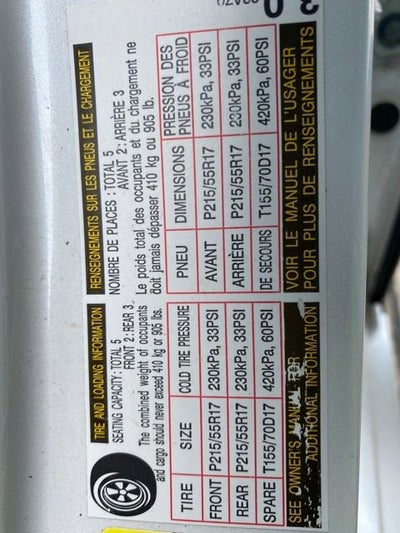 TIRE AND LOADING INFORMATION
SEATING CAPACITY: TOTAL 5
FRONT 2: REAR 3
The combined weight of occupants
and cargo should never exceed 410 kg or 905 lbs.
TIRE SIZE COLD TIRE PRESSURE
FRONT P215/55R17 230kPa, 33PSI
REAR P215/55R17 230kPa, 33PSI
SPARE T155/70D17 420kPa, 60PSI
SEE OWNER'S MANUAL FOR
ADDITIONAL INFORMATION
RENSEIGNEMENTS SUR LES PNEUS ET LE CHARGEMENT
NOMBRE DE PLACES: TOTAL 5
AVANT 2: ARRIÈRE 3
Le poids total des occupants et du chargement ne
doit jamais dépasser 410 kg ou 905 lb.
PNEU DIMENSIONS PRESSION DES PNEUS À FROID
AVANT P215/55R17 230kPa, 33PSI
ARRIÈRE P215/55R17 230kPa, 33PSI
DE SECOURS T155/70D17 420kPa, 60PSI
VOIR LE MANUEL DE L'USAGER
POUR PLUS DE RENSEIGNEMENTS